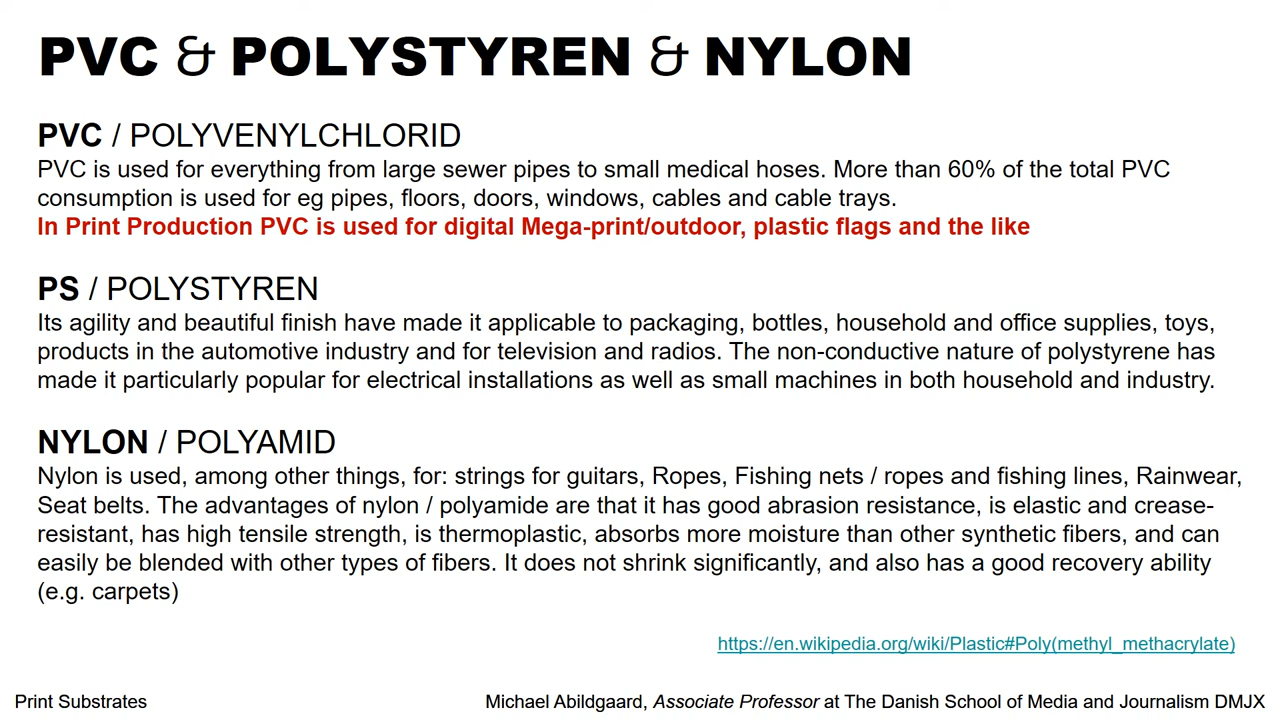 PVC & POLYSTYREN & NYLON
PVC / POLYVENYLCHLORID
PVC is used for everything from large sewer pipes to small medical hoses. More than 60% of the total PVC
consumption is used for eg pipes, floors, doors, windows, cables and cable trays.
In Print Production PVC is used for digital Mega-print/outdoor, plastic flags and the like
PS / POLYSTYREN
Its agility and beautiful finish have made it applicable to packaging, bottles, household and office supplies, toys,
products in the automotive industry and for television and radios. The non-conductive nature of polystyrene has
made it particularly popular for electrical installations as well as small machines in both household and industry.
NYLON / POLYAMID
Nylon is used, among other things, for: strings for guitars, Ropes, Fishing nets / ropes and fishing lines, Rainwear,
Seat belts. The advantages of nylon / polyamide are that it has good abrasion resistance, is elastic and crease-
resistant, has high tensile strength, is thermoplastic, absorbs more moisture than other synthetic fibers, and can
easily be blended with other types of fibers. It does not shrink significantly, and also has a good recovery ability
(e.g. carpets)
https://en.wikipedia.org/wiki/Plastic#Poly(methyl_methacrylate)
Print Substrates
Michael Abildgaard, Associate Professor at The Danish School of Media and Journalism DMJX